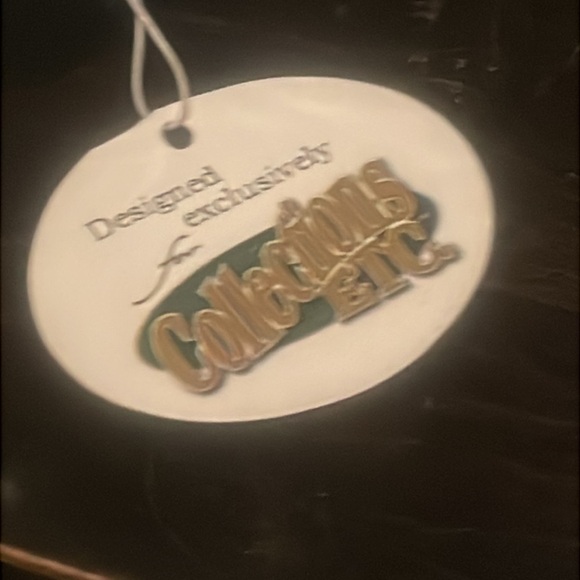 Designed
exclusively
for
Collections
ETC.